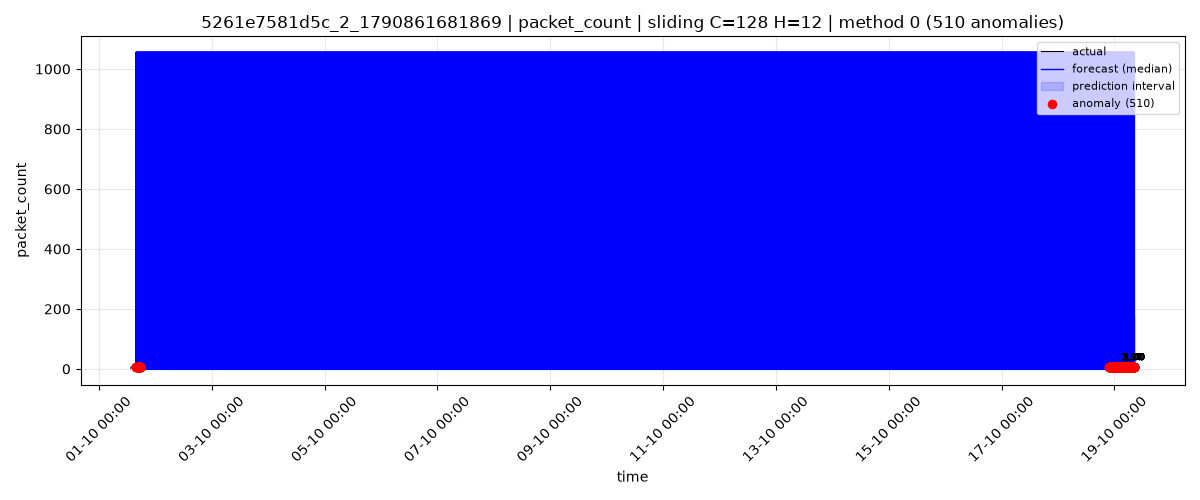 5261e7581d5c_2_1790861681869 | packet_count | sliding C=128 H=12 | method 0 (510 anomalies)
actual
forecast (median)
prediction interval
anomaly (510)
packet_count
1000
800
600
400
200
0
01-10 00:00
03-10 00:00
05-10 00:00
07-10 00:00
09-10 00:00
11-10 00:00
13-10 00:00
15-10 00:00
17-10 00:00
19-10 00:00
time